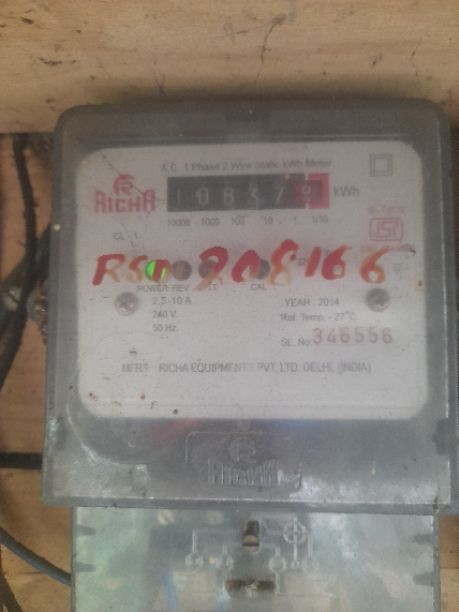 A.C. 1 Phase 2 Wire Static kWh Meter
RICHA
108379 kWh
10000 1000 100 10 1 1/10
CL. 1
RSD 208166
POWER REV CAL
2.5-10 A
240 V.
50 Hz.
YEAR : 2014
Ref. Temp. - 27°C
SL. No. 346556
MFRS : RICHA EQUIPMENTS PVT. LTD. DELHI, (INDIA)
RICHA